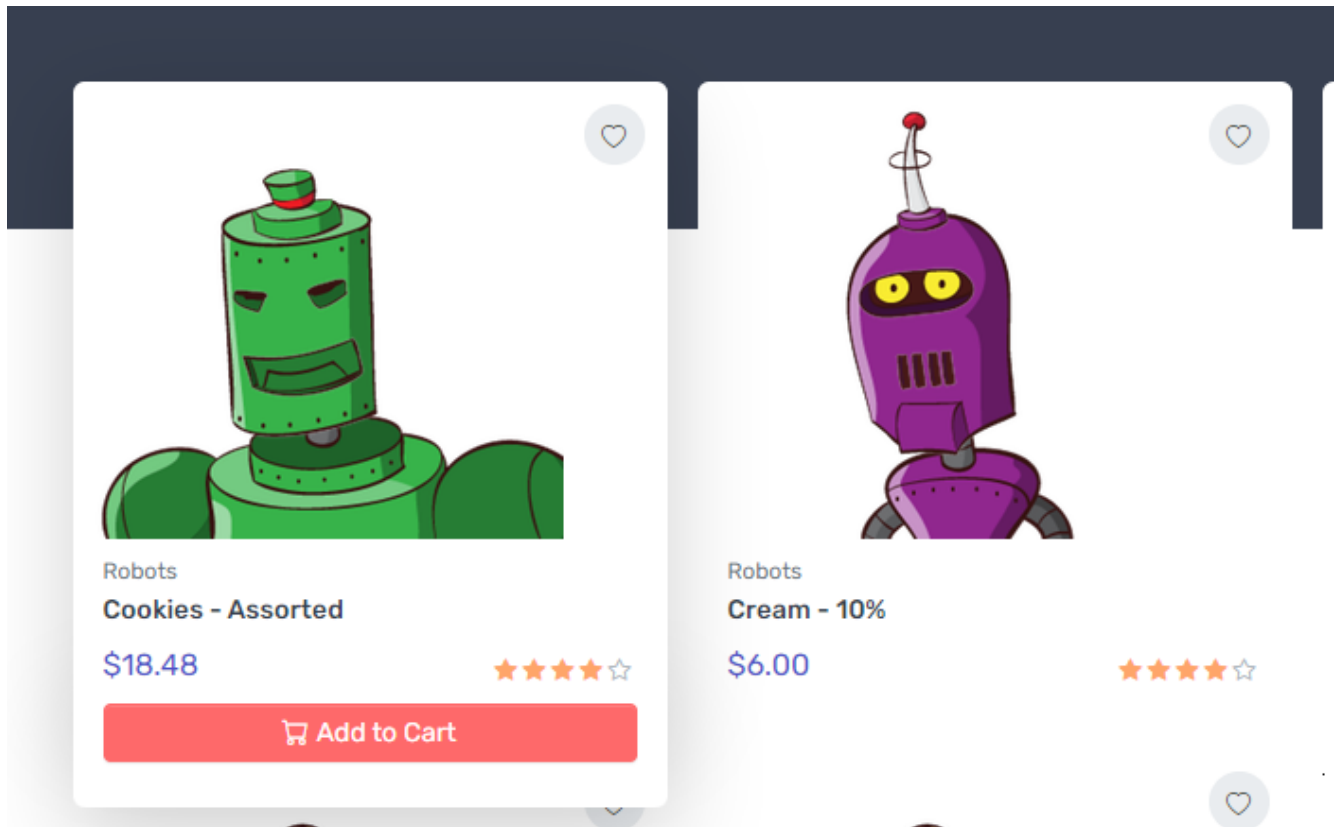 Robots
Cookies - Assorted
$18.48
Add to Cart
Robots
Cream - 10%
$6.00